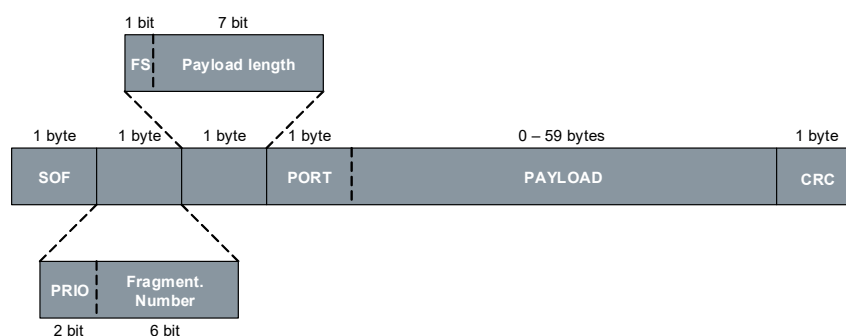 1 bit 7 bit
FS Payload length
1 byte 1 byte 1 byte 1 byte 0 – 59 bytes 1 byte
SOF PORT PAYLOAD CRC
PRIO Fragment.
Number
2 bit 6 bit